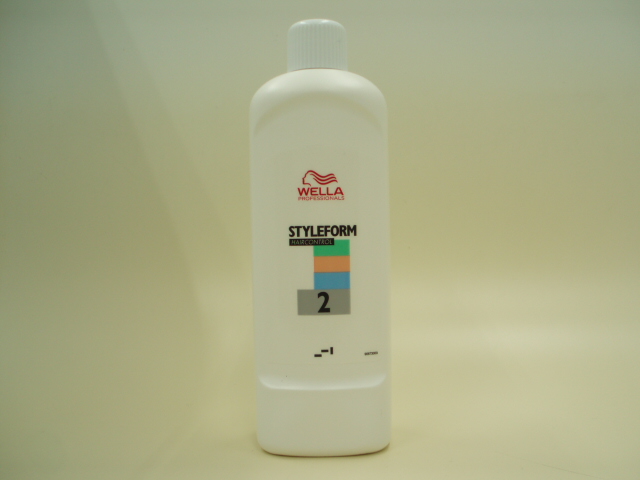 WELLA
PROFESSIONALS
STYLEFORM
HAIRCONTROL
2